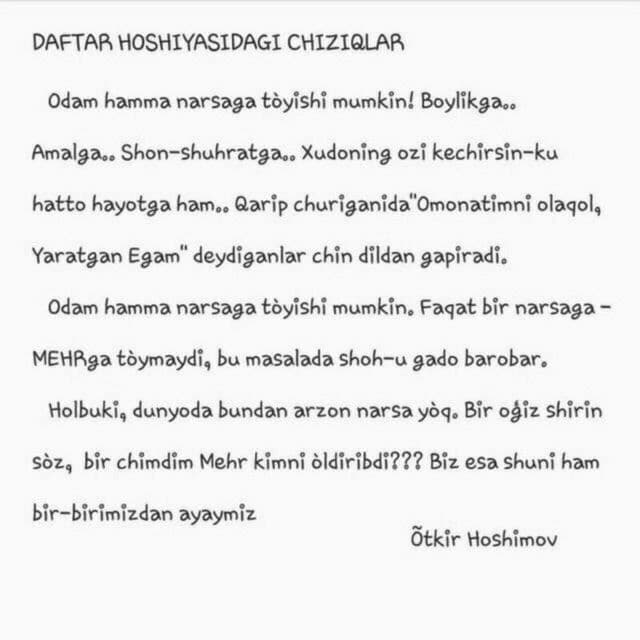 DAFTAR HOSHIYASIDAGI CHIZIQLAR
Odam hamma narsaga tòyishi mumkin! Boylikga..
Amalga.. Shon-shuhratga.. Xudoning ozi kechirsin-ku
hatto hayotga ham.. Qarip churiganida"Omonatimni olaqol,
Yaratgan Egam" deydiganlar chin dildan gapiradi.
Odam hamma narsaga tòyishi mumkin. Faqat bir narsaga -
MEHRga tòymaydi, bu masalada shoh-u gado barobar.
Holbuki, dunyoda bundan arzon narsa yòq. Bir oģiz shirin
sòz, bir chimdim Mehr kimni òldiribdi??? Biz esa shuni ham
bir-birimizdan ayaymiz
Õtkir Hoshimov